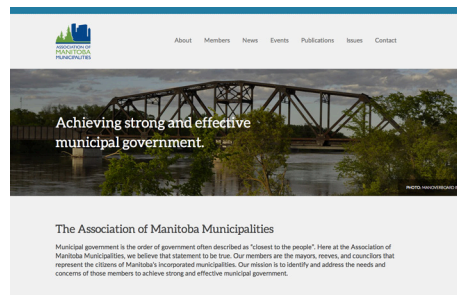 ASSOCIATION OF
MANITOBA
MUNICIPALITIES
About Members News Events Publications Issues Contact
Achieving strong and effective
municipal government.
PHOTO: MANOVERBOARD
The Association of Manitoba Municipalities
Municipal government is the order of government often described as "closest to the people". Here at the Association of
Manitoba Municipalities, we believe that statement to be true. Our members are the mayors, reeves, and councilors that
represent the citizens of Manitoba's incorporated municipalities. Our mission is to identify and address the needs and
concerns of those members to achieve strong and effective municipal government.